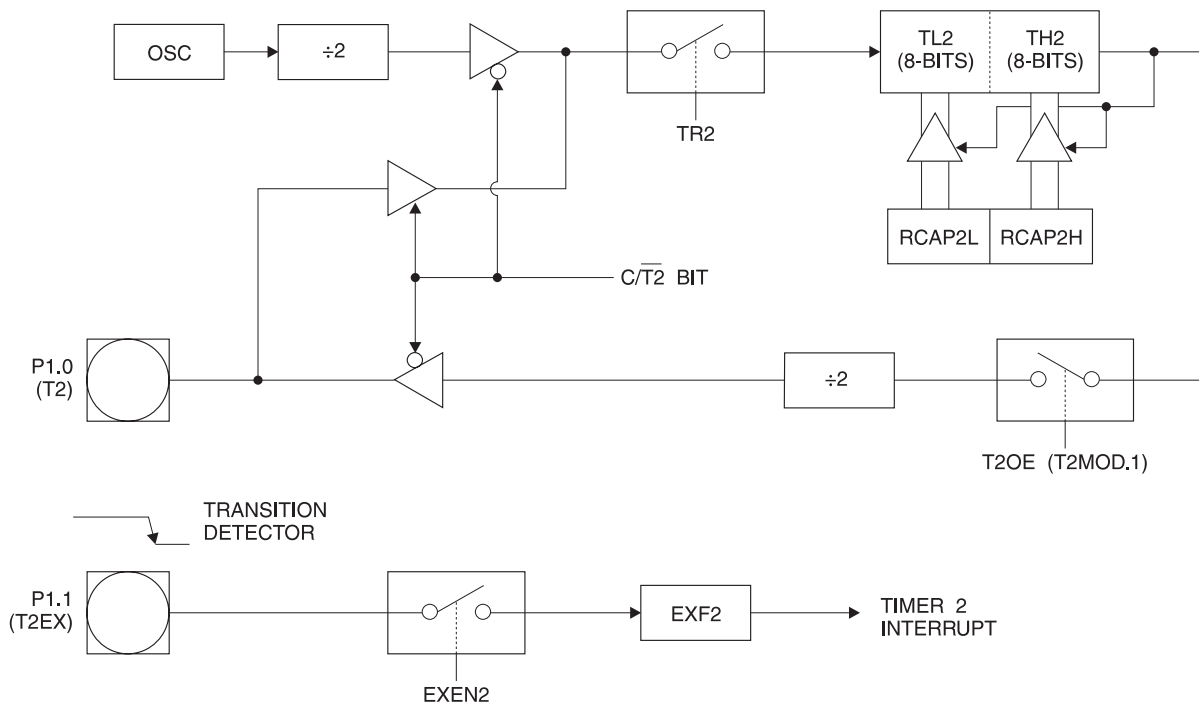 OSC
÷2
TR2
TL2
(8-BITS)
TH2
(8-BITS)
RCAP2L
RCAP2H
C/T2 BIT
P1.0
(T2)
÷2
T2OE (T2MOD.1)
TRANSITION
DETECTOR
P1.1
(T2EX)
EXEN2
EXF2
TIMER 2
INTERRUPT